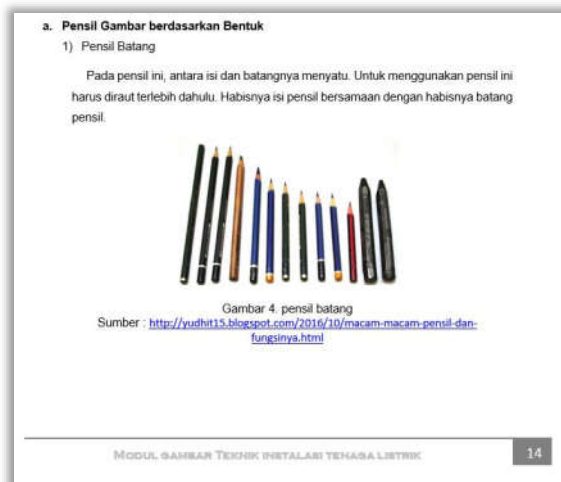 a. Pensil Gambar berdasarkan Bentuk
1) Pensil Batang
Pada pensil ini, antara isi dan batangnya menyatu. Untuk menggunakan pensil ini
harus diraut terlebih dahulu. Habisnya isi pensil bersamaan dengan habisnya batang
pensil.
Gambar 4. pensil batang
Sumber : http://yudhit15.blogspot.com/2016/10/macam-macam-pensil-dan-
fungsinya.html
MODUL GAMBAR TEKNIK INSTALASI TENAGA LISTRIK
14